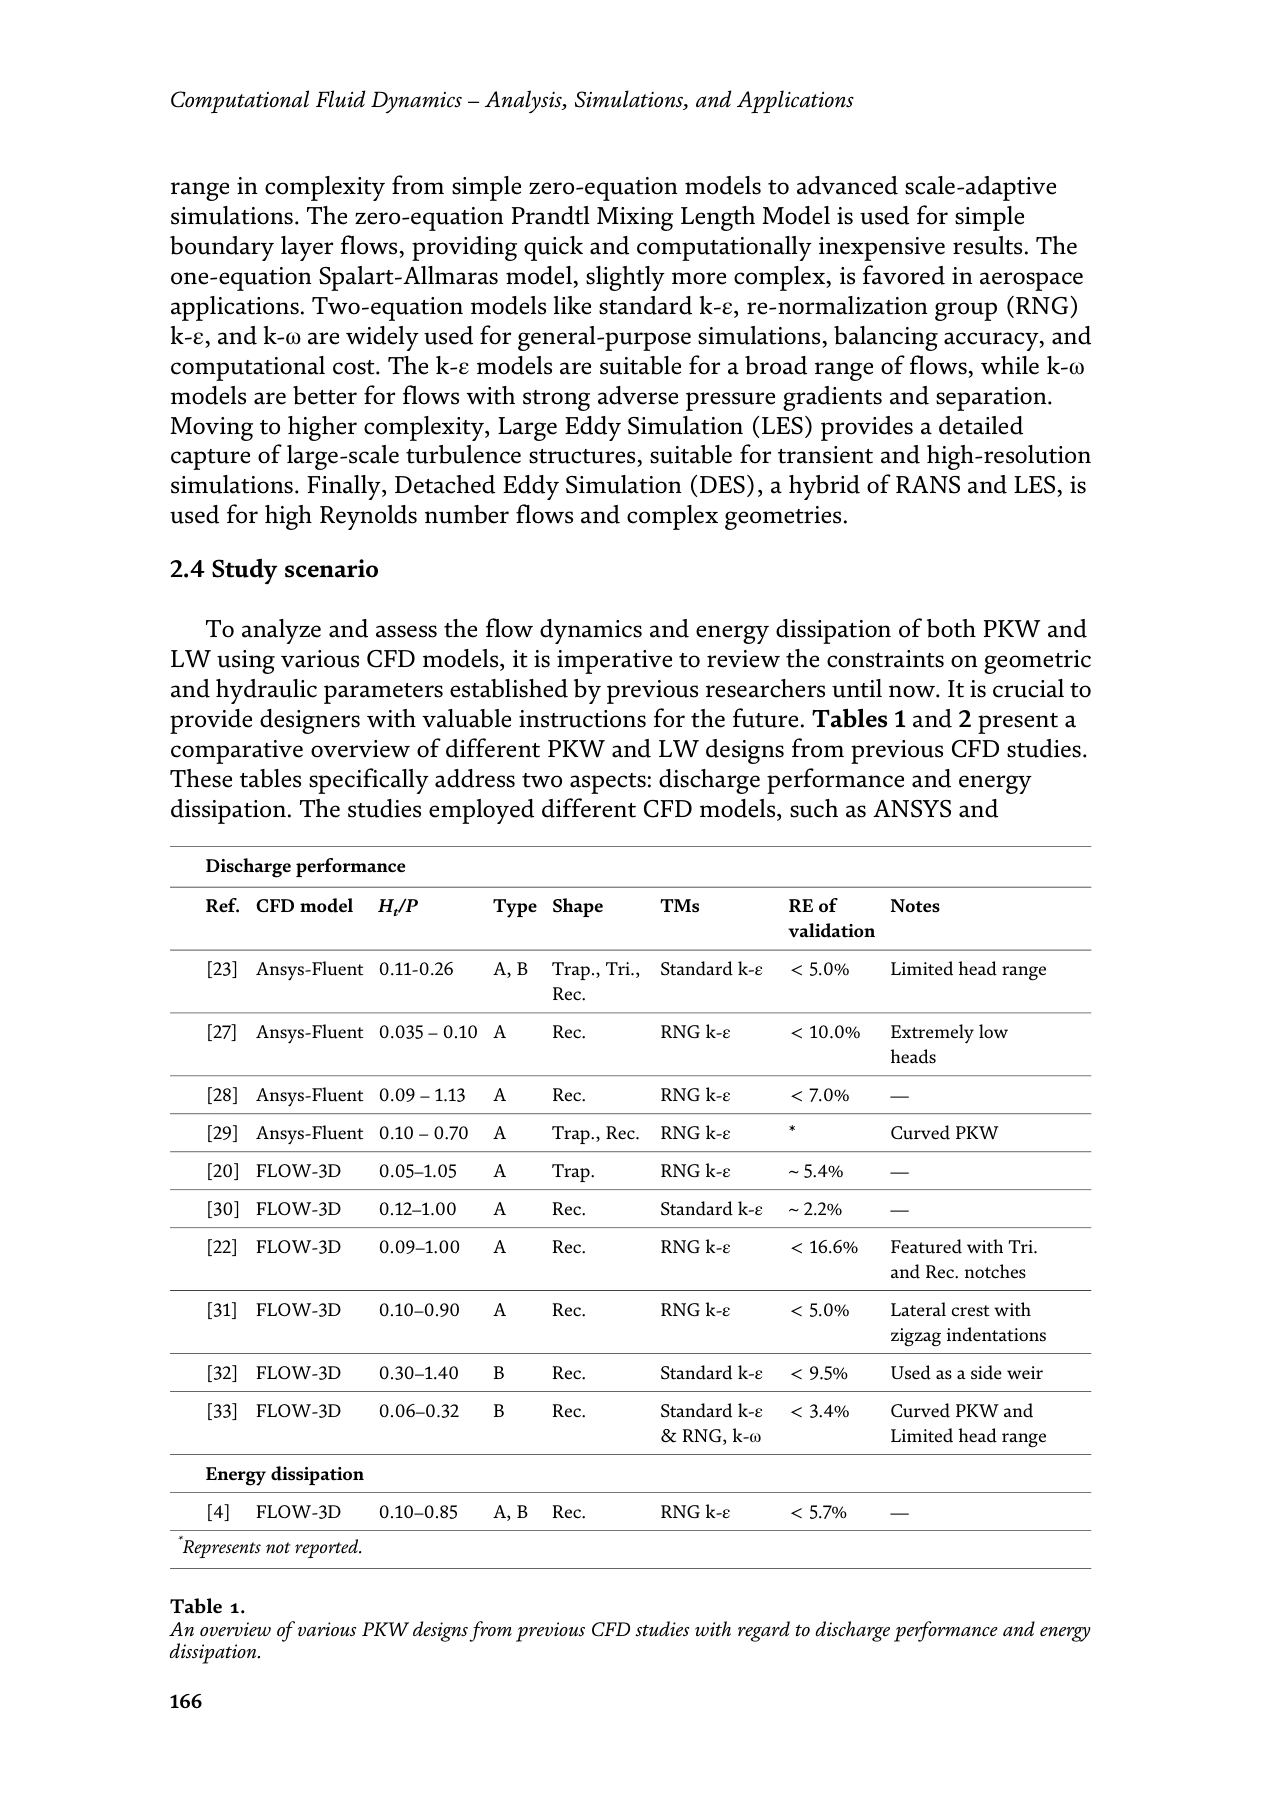 Computational Fluid Dynamics – Analysis, Simulations, and Applications
range in complexity from simple zero-equation models to advanced scale-adaptive
simulations. The zero-equation Prandtl Mixing Length Model is used for simple
boundary layer flows, providing quick and computationally inexpensive results. The
one-equation Spalart-Allmaras model, slightly more complex, is favored in aerospace
applications. Two-equation models like standard k-ε, re-normalization group (RNG)
k-ε, and k-ω are widely used for general-purpose simulations, balancing accuracy, and
computational cost. The k-ε models are suitable for a broad range of flows, while k-ω
models are better for flows with strong adverse pressure gradients and separation.
Moving to higher complexity, Large Eddy Simulation (LES) provides a detailed
capture of large-scale turbulence structures, suitable for transient and high-resolution
simulations. Finally, Detached Eddy Simulation (DES), a hybrid of RANS and LES, is
used for high Reynolds number flows and complex geometries.
2.4 Study scenario
To analyze and assess the flow dynamics and energy dissipation of both PKW and
LW using various CFD models, it is imperative to review the constraints on geometric
and hydraulic parameters established by previous researchers until now. It is crucial to
provide designers with valuable instructions for the future. Tables 1 and 2 present a
comparative overview of different PKW and LW designs from previous CFD studies.
These tables specifically address two aspects: discharge performance and energy
dissipation. The studies employed different CFD models, such as ANSYS and
Discharge performance
Ref. CFD model Ht/P Type Shape TMs RE of
validation Notes
[23] Ansys-Fluent 0.11-0.26 A, B Trap., Tri., Standard k-ε < 5.0% Limited head range
Rec.
[27] Ansys-Fluent 0.035 – 0.10 A Rec. RNG k-ε < 10.0% Extremely low
heads
[28] Ansys-Fluent 0.09 – 1.13 A Rec. RNG k-ε < 7.0% —
[29] Ansys-Fluent 0.10 – 0.70 A Trap., Rec. RNG k-ε * Curved PKW
[20] FLOW-3D 0.05–1.05 A Trap. RNG k-ε ~ 5.4% —
[30] FLOW-3D 0.12–1.00 A Rec. Standard k-ε ~ 2.2% —
[22] FLOW-3D 0.09–1.00 A Rec. RNG k-ε < 16.6% Featured with Tri.
and Rec. notches
[31] FLOW-3D 0.10–0.90 A Rec. RNG k-ε < 5.0% Lateral crest with
zigzag indentations
[32] FLOW-3D 0.30–1.40 B Rec. Standard k-ε < 9.5% Used as a side weir
[33] FLOW-3D 0.06–0.32 B Rec. Standard k-ε < 3.4% Curved PKW and
& RNG, k-ω Limited head range
Energy dissipation
[4] FLOW-3D 0.10–0.85 A, B Rec. RNG k-ε < 5.7% —
*Represents not reported.
Table 1.
An overview of various PKW designs from previous CFD studies with regard to discharge performance and energy
dissipation.
166